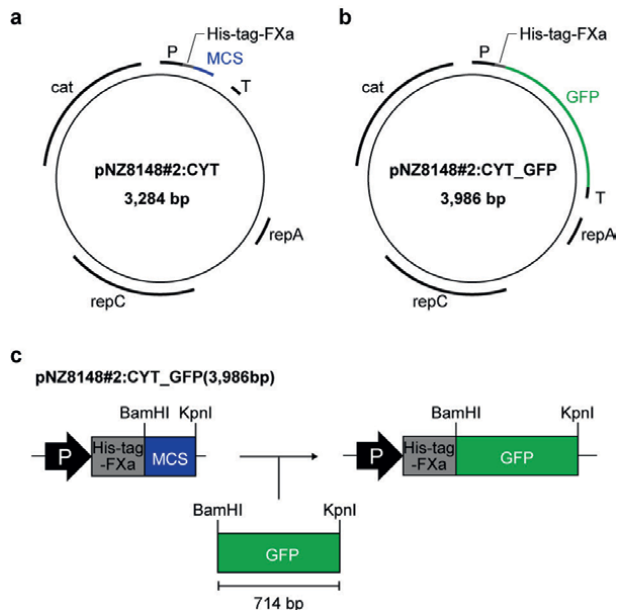 a
P
His-tag-FXa
MCS
T
cat
pNZ8148#2:CYT
3,284 bp
repA
repC
b
P
His-tag-FXa
GFP
cat
pNZ8148#2:CYT_GFP
3,986 bp
T
repA
repC
c
pNZ8148#2:CYT_GFP(3,986bp)
BamHI KpnI
P
His-tag
-FXa
MCS
BamHI KpnI
P
His-tag
-FXa
GFP
BamHI KpnI
GFP
714 bp